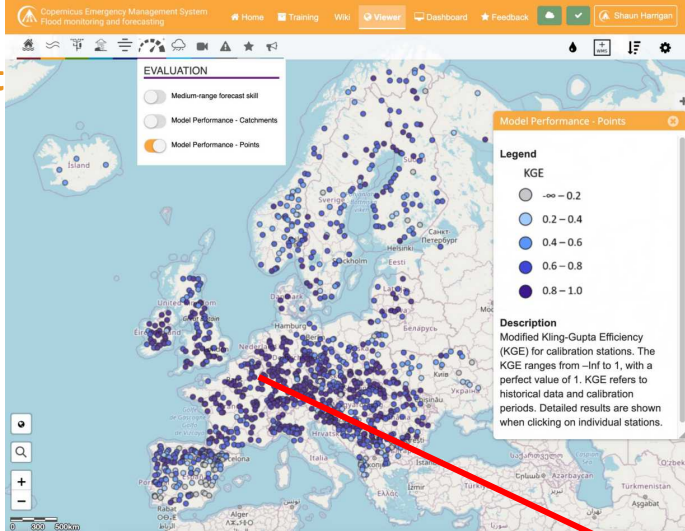 Copernicus Emergency Management System
Flood monitoring and forecasting
Home
Training
Wiki
Viewer
Dashboard
Feedback
Shaun Harrigan
WMS
EVALUATION
Medium-range forecast skill
Model Performance - Catchments
Model Performance - Points
Model Performance - Points
Legend
KGE
-∞ – 0.2
0.2 – 0.4
0.4 – 0.6
0.6 – 0.8
0.8 – 1.0
Description
Modified Kling-Gupta Efficiency
(KGE) for calibration stations. The
KGE ranges from –Inf to 1, with a
perfect value of 1. KGE refers to
historical data and calibration
periods. Detailed results are shown
when clicking on individual stations.
Ísland
Sverige
Санкт
Петербург
Helsinki
Eesti
United Kingdom
Hamburg
Беларусь
Київ
Україна
Hrvatska
Italia
İzmir
Ελλάς
Azərbaycan
Türkmenistan
Aşgabat
تهران
Rabat
Alger
0 300 500km